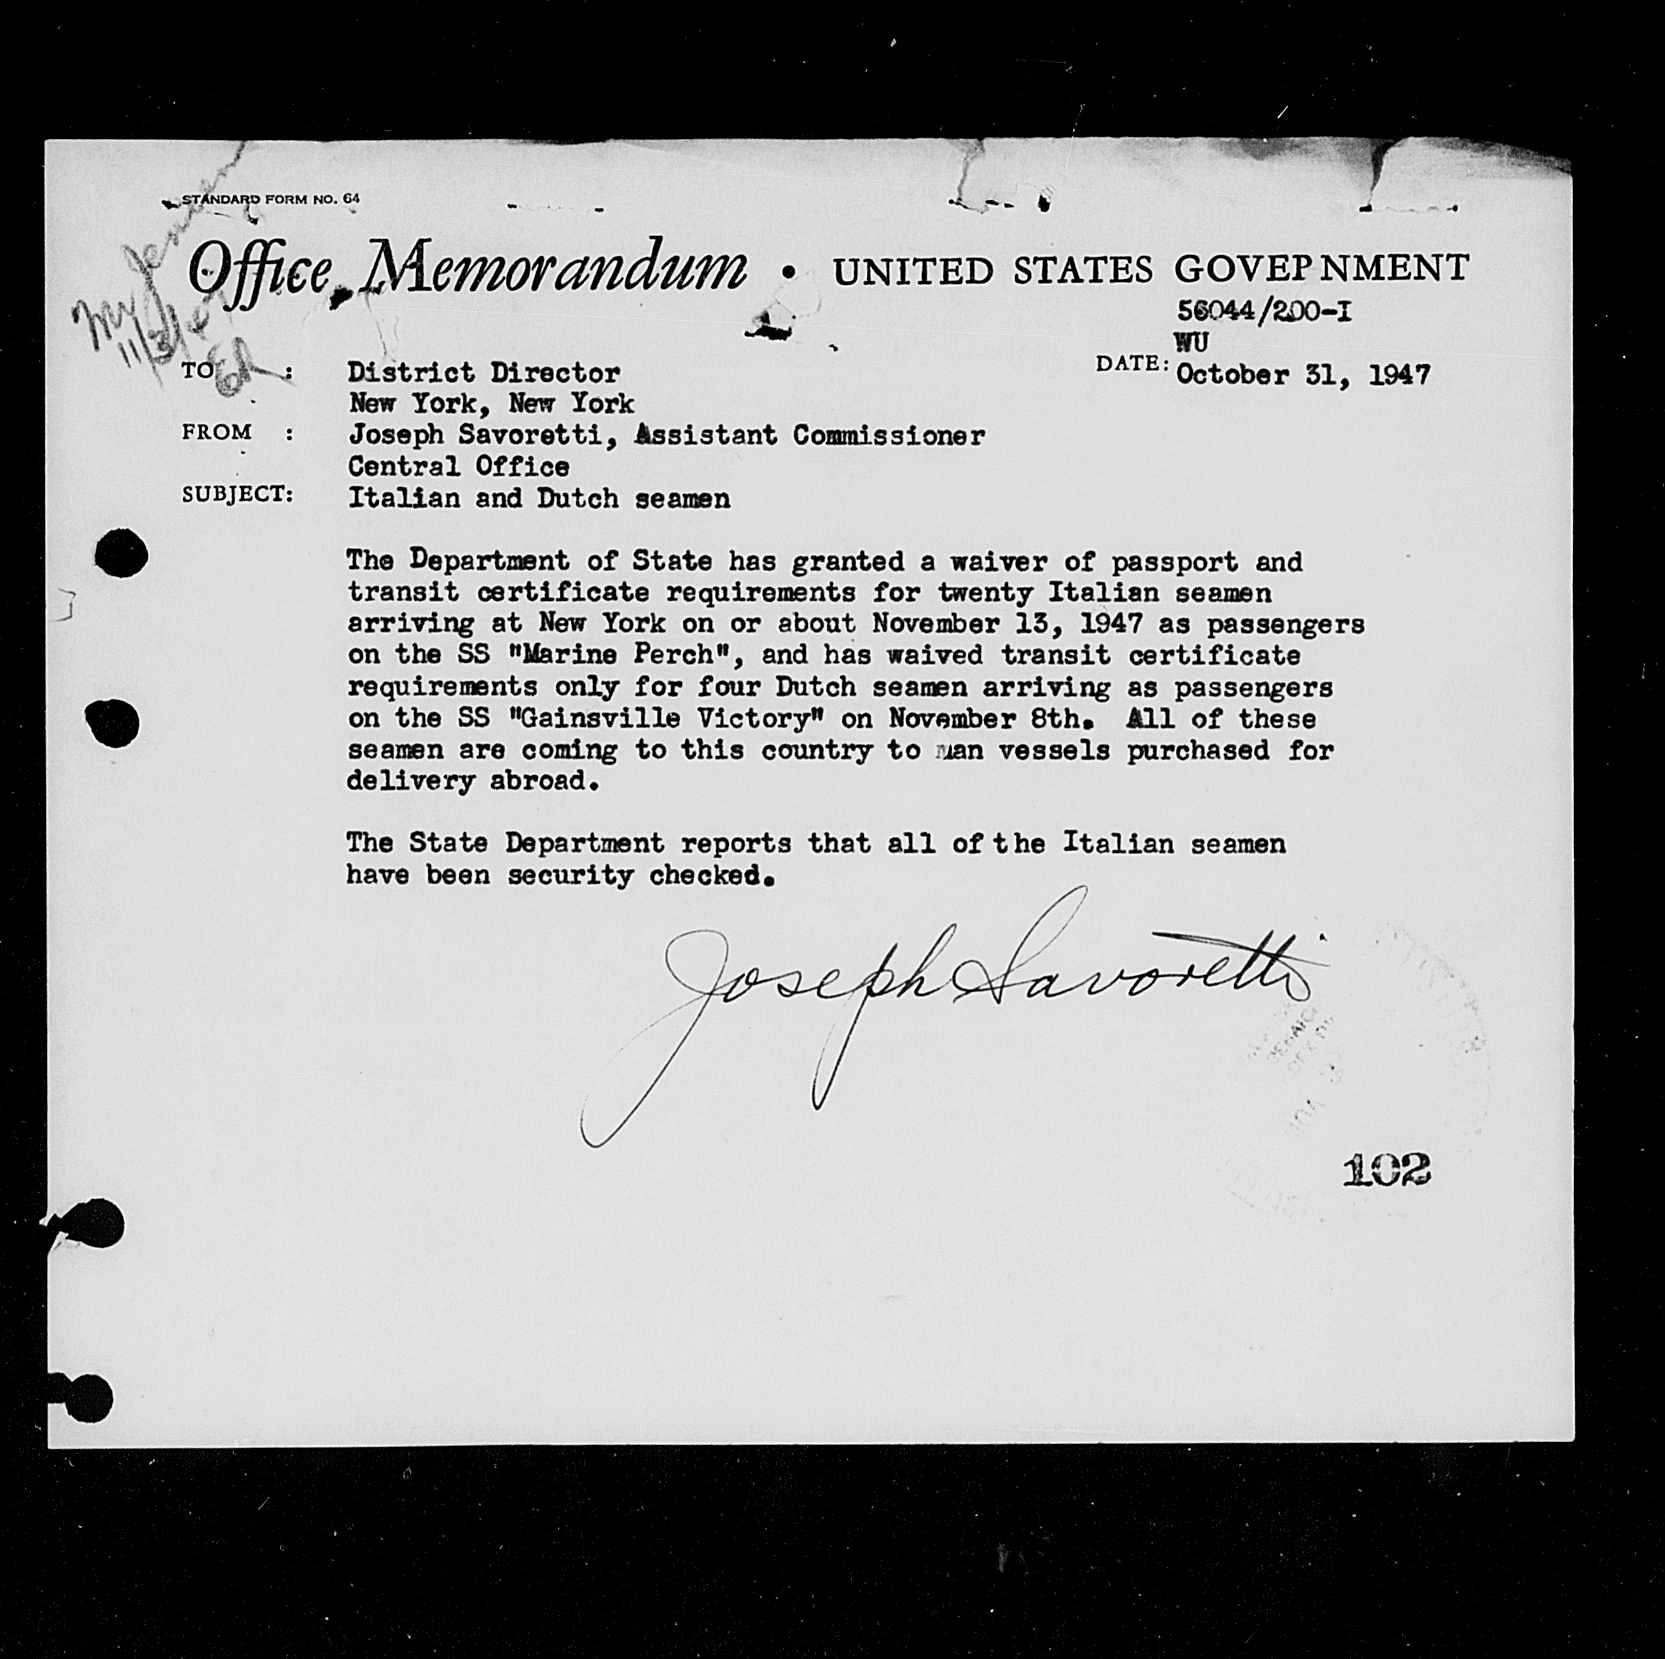 STANDARD FORM NO. 64
Office Memorandum • UNITED STATES GOVERNMENT
56044/200-I
WU
DATE: October 31, 1947
Mr
11/3/47
ER
TO : District Director
New York, New York
FROM : Joseph Savoretti, Assistant Commissioner
Central Office
SUBJECT: Italian and Dutch seamen
The Department of State has granted a waiver of passport and
transit certificate requirements for twenty Italian seamen
arriving at New York on or about November 13, 1947 as passengers
on the SS "Marine Perch", and has waived transit certificate
requirements only for four Dutch seamen arriving as passengers
on the SS "Gainsville Victory" on November 8th. All of these
seamen are coming to this country to man vessels purchased for
delivery abroad.
The State Department reports that all of the Italian seamen
have been security checked.
Joseph Savoretti
102